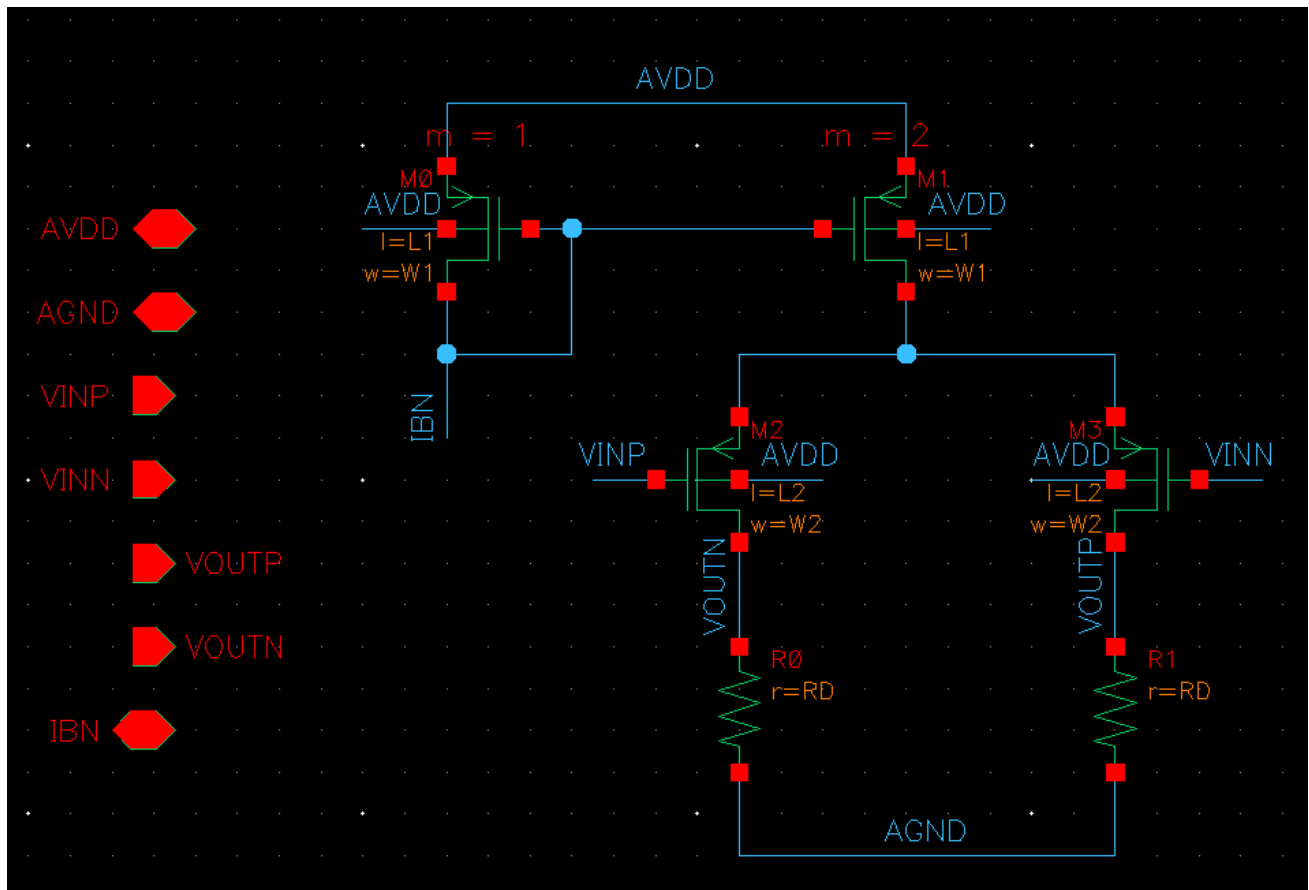 AVDD
m = 1
m = 2
M0
M1
AVDD
AVDD
l=L1
l=L1
w=W1
w=W1
AVDD
AGND
VINP
VINN
VOUTP
VOUTN
IBN
IBN
M2
M3
VINP
AVDD
AVDD
VINN
l=L2
l=L2
w=W2
w=W2
VOUTN
VOUTP
R0
R1
r=RD
r=RD
AGND